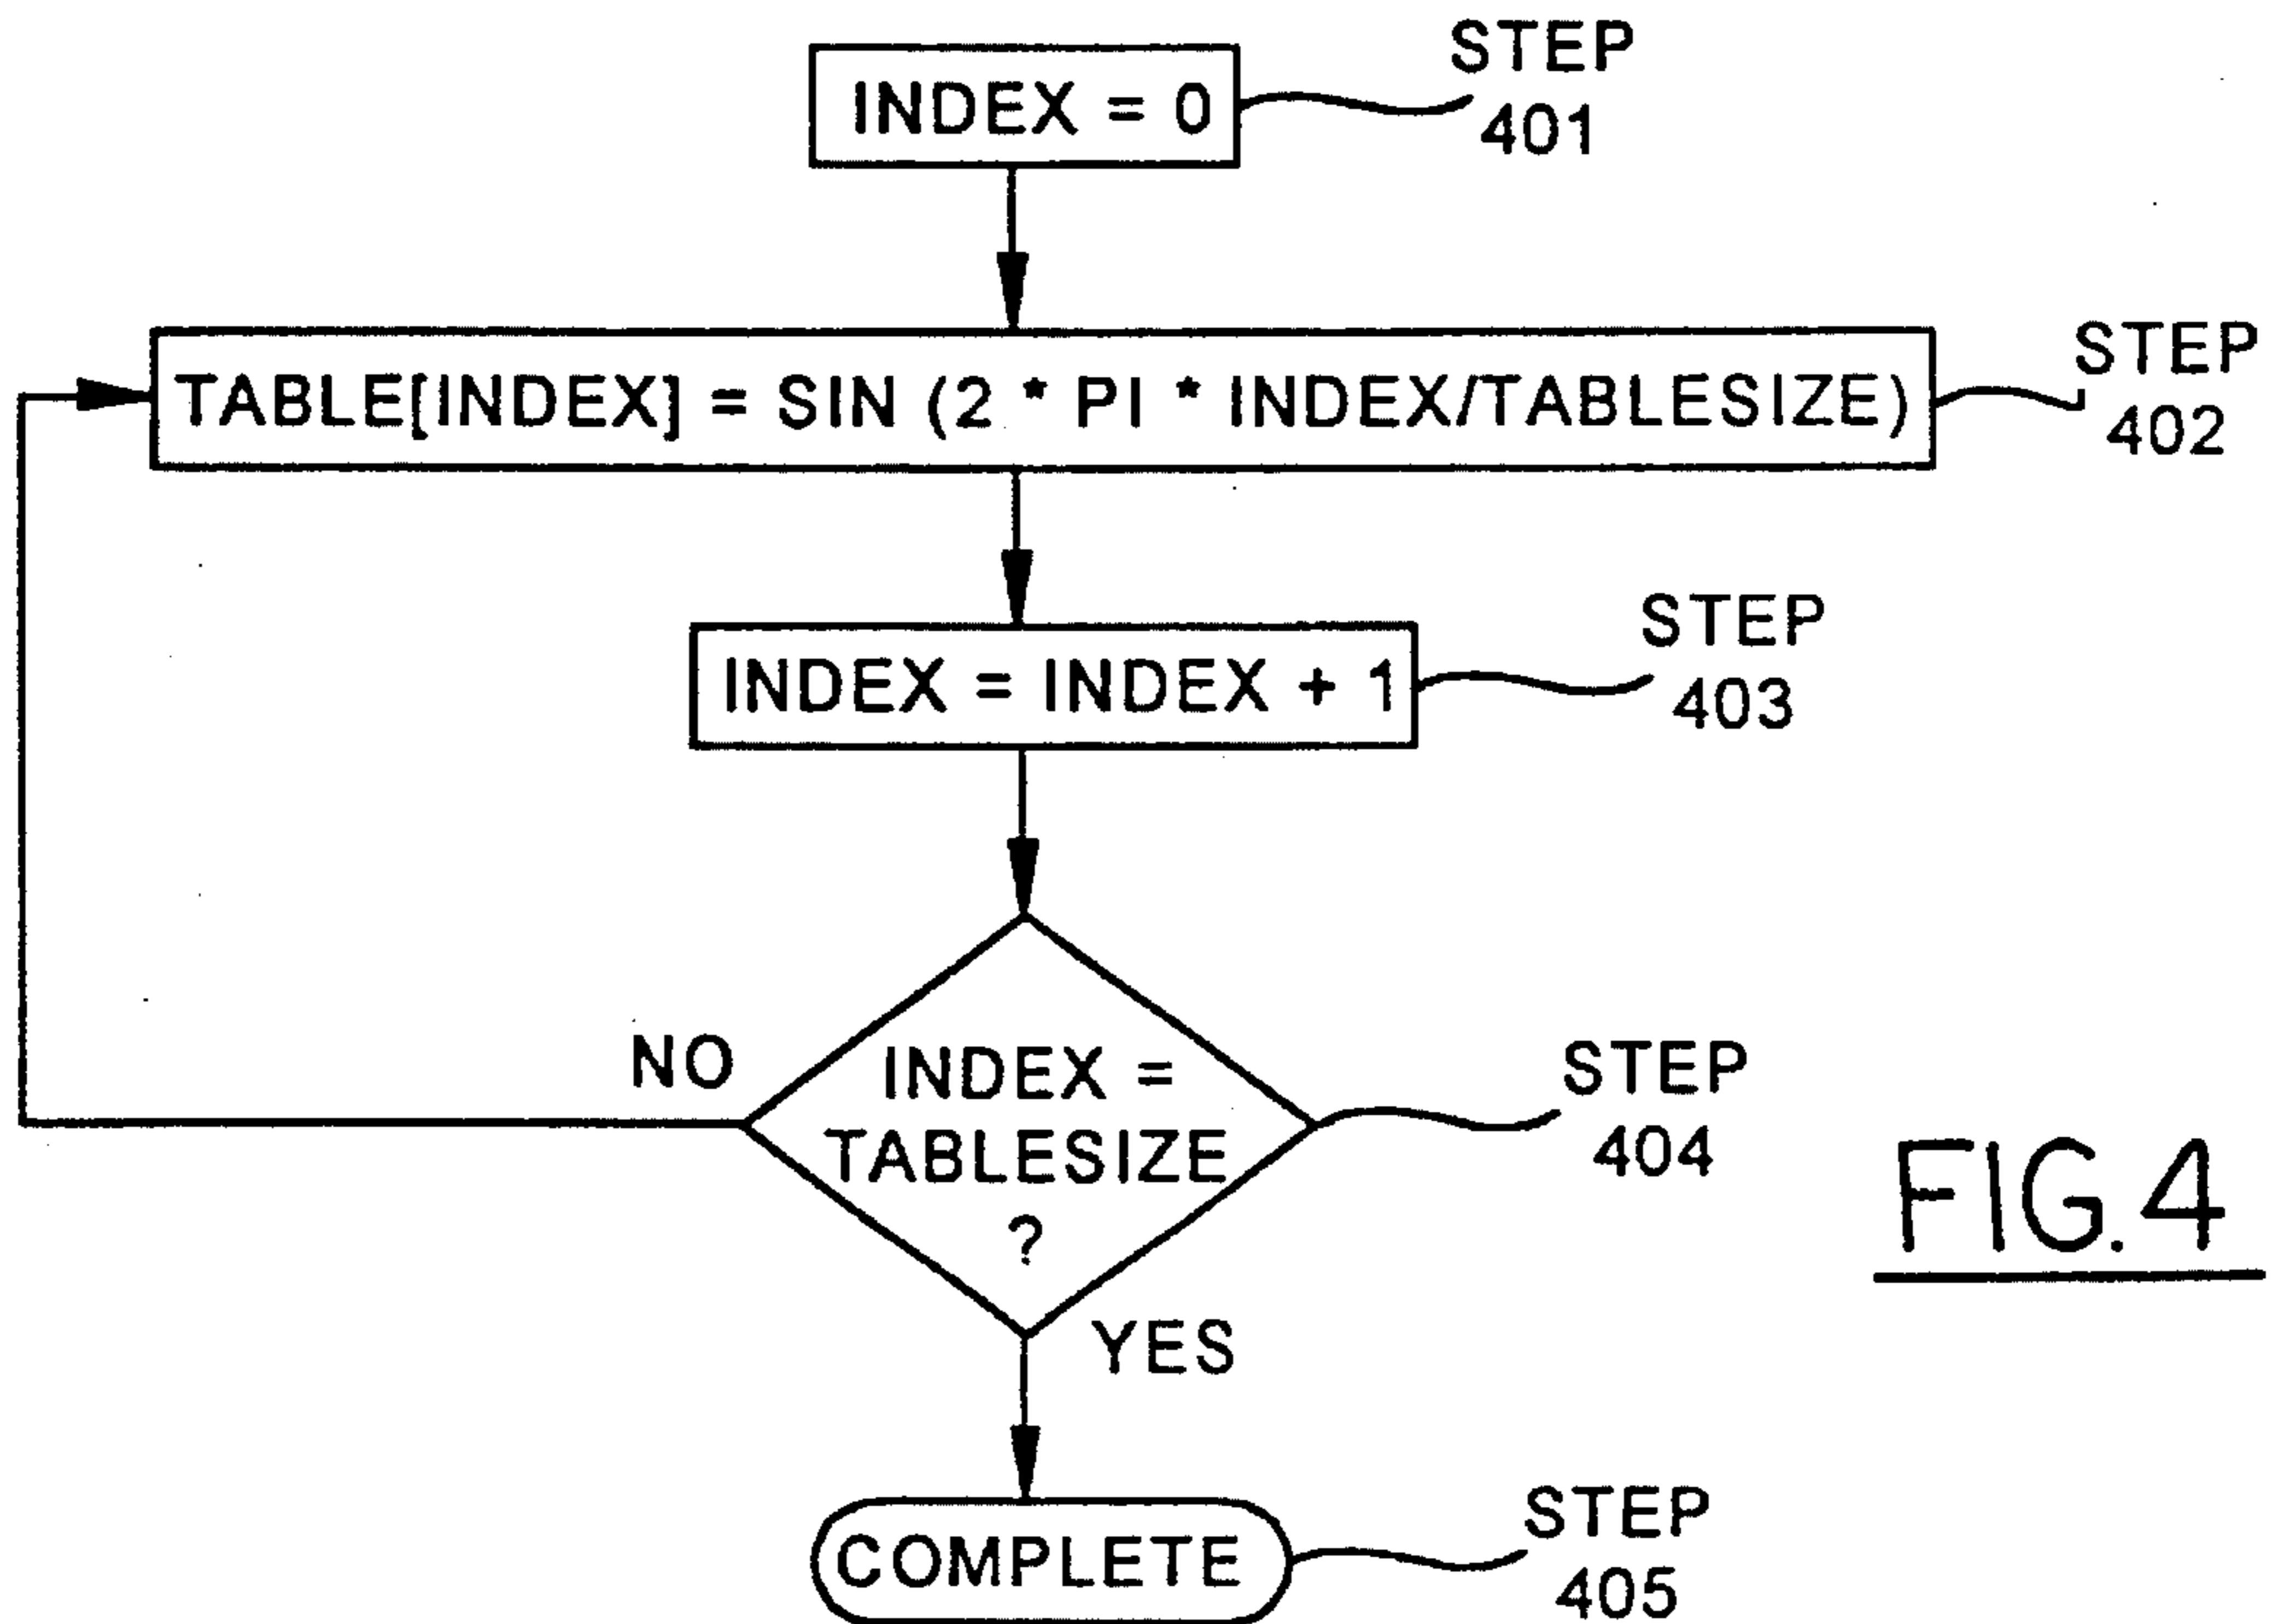 INDEX = 0
STEP
401
TABLE[INDEX] = SIN (2 * PI * INDEX/TABLESIZE)
STEP
402
INDEX = INDEX + 1
STEP
403
NO
INDEX =
TABLESIZE
?
STEP
404
YES
FIG.4
COMPLETE
STEP
405